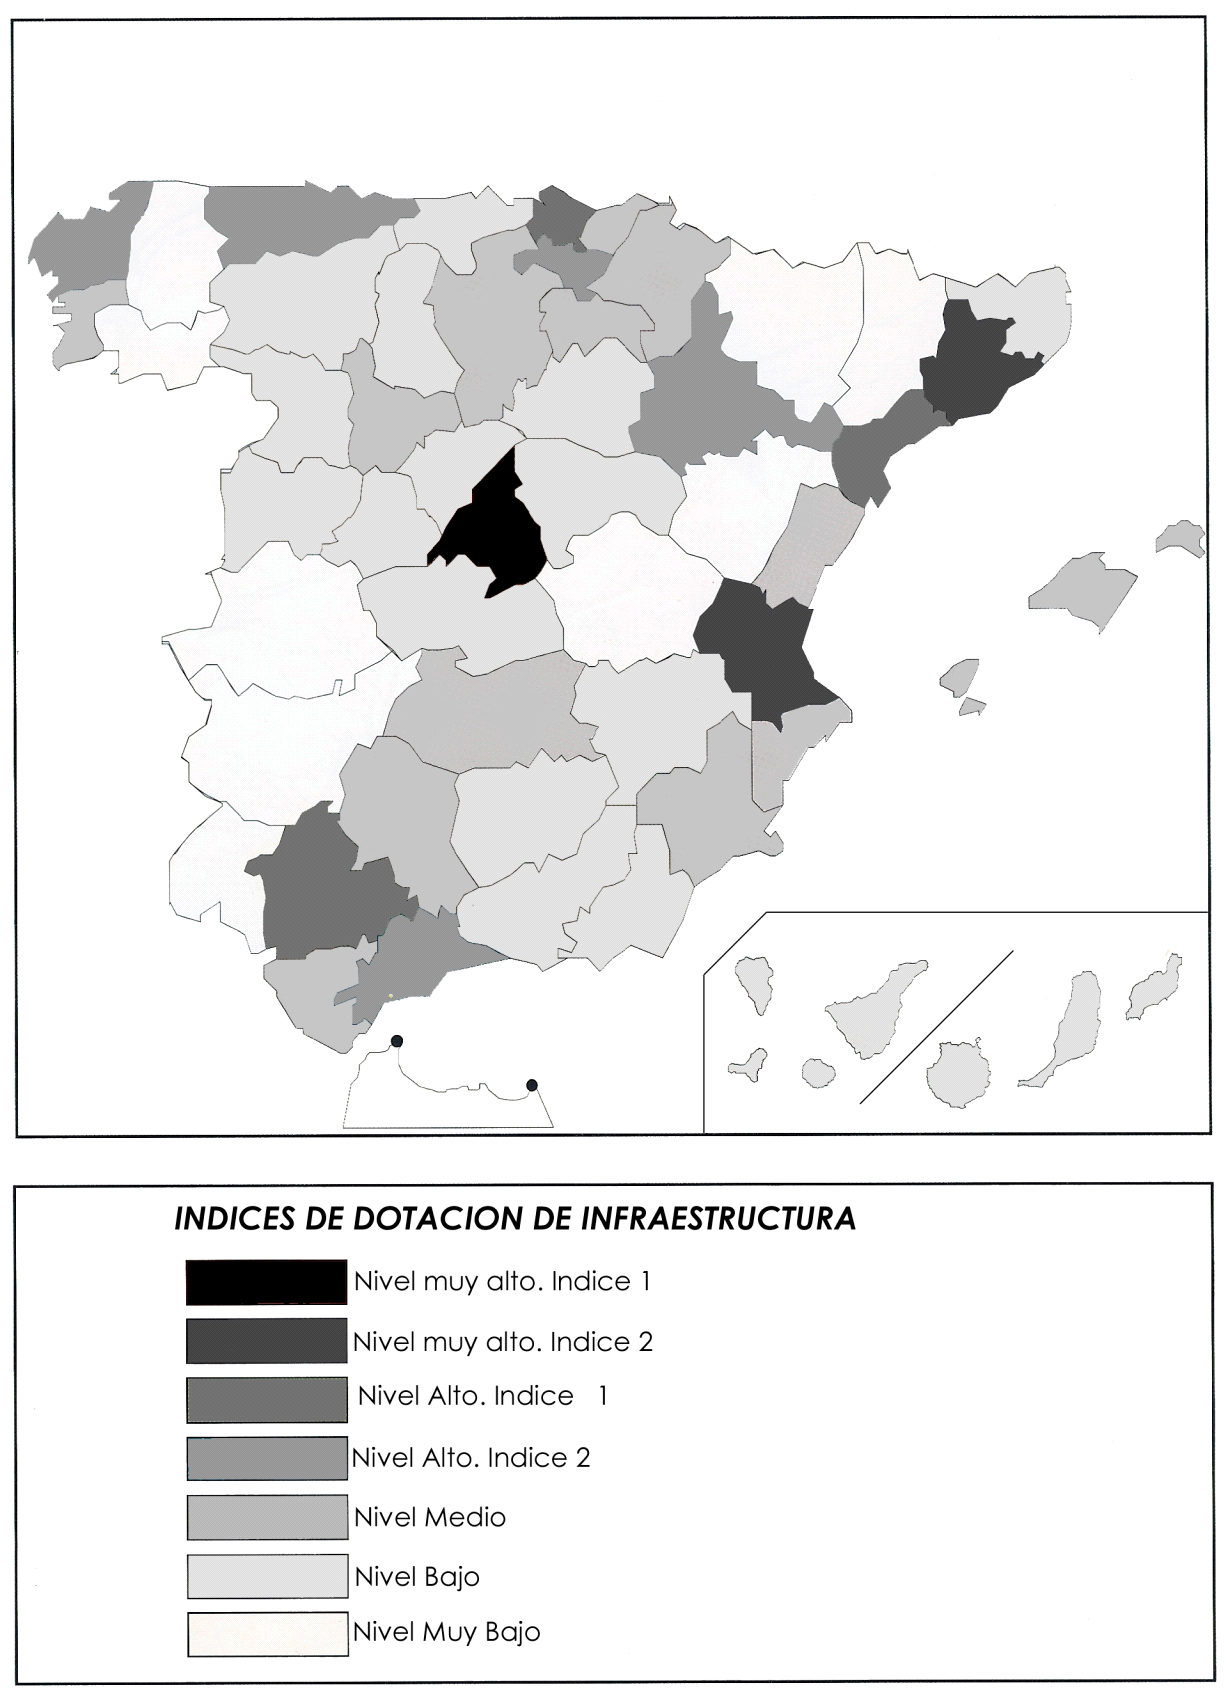 INDICES DE DOTACION DE INFRAESTRUCTURA
Nivel muy alto. Indice 1
Nivel muy alto. Indice 2
Nivel Alto. Indice 1
Nivel Alto. Indice 2
Nivel Medio
Nivel Bajo
Nivel Muy Bajo